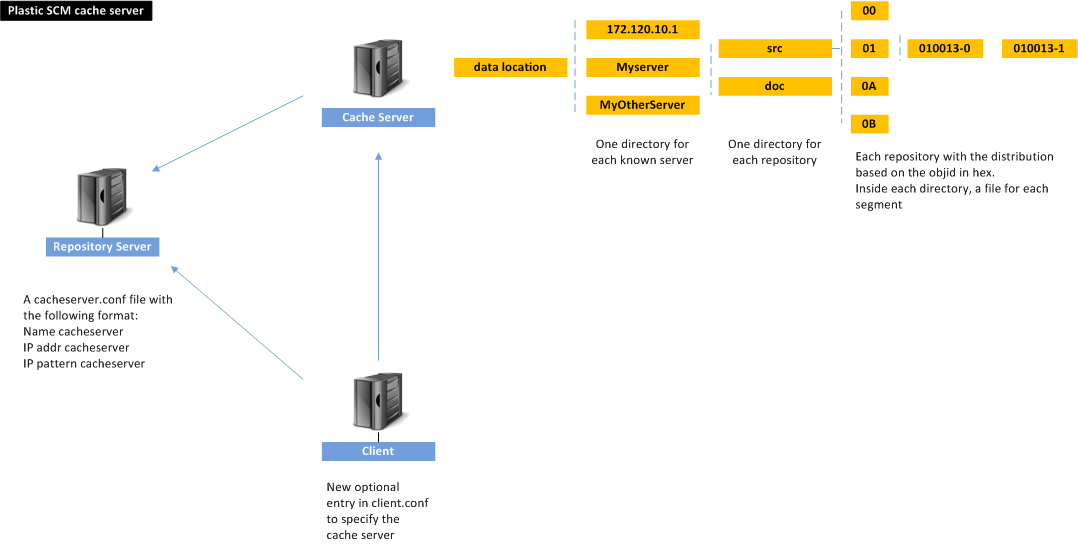 Plastic SCM cache server
Cache Server
data location
172.120.10.1
Myserver
MyOtherServer
One directory for
each known server
src
doc
One directory for
each repository
00
01
0A
0B
010013-0
010013-1
Each repository with the distribution
based on the objid in hex.
Inside each directory, a file for each
segment
Repository Server
A cacheserver.conf file with
the following format:
Name cacheserver
IP addr cacheserver
IP pattern cacheserver
Client
New optional
entry in client.conf
to specify the
cache server